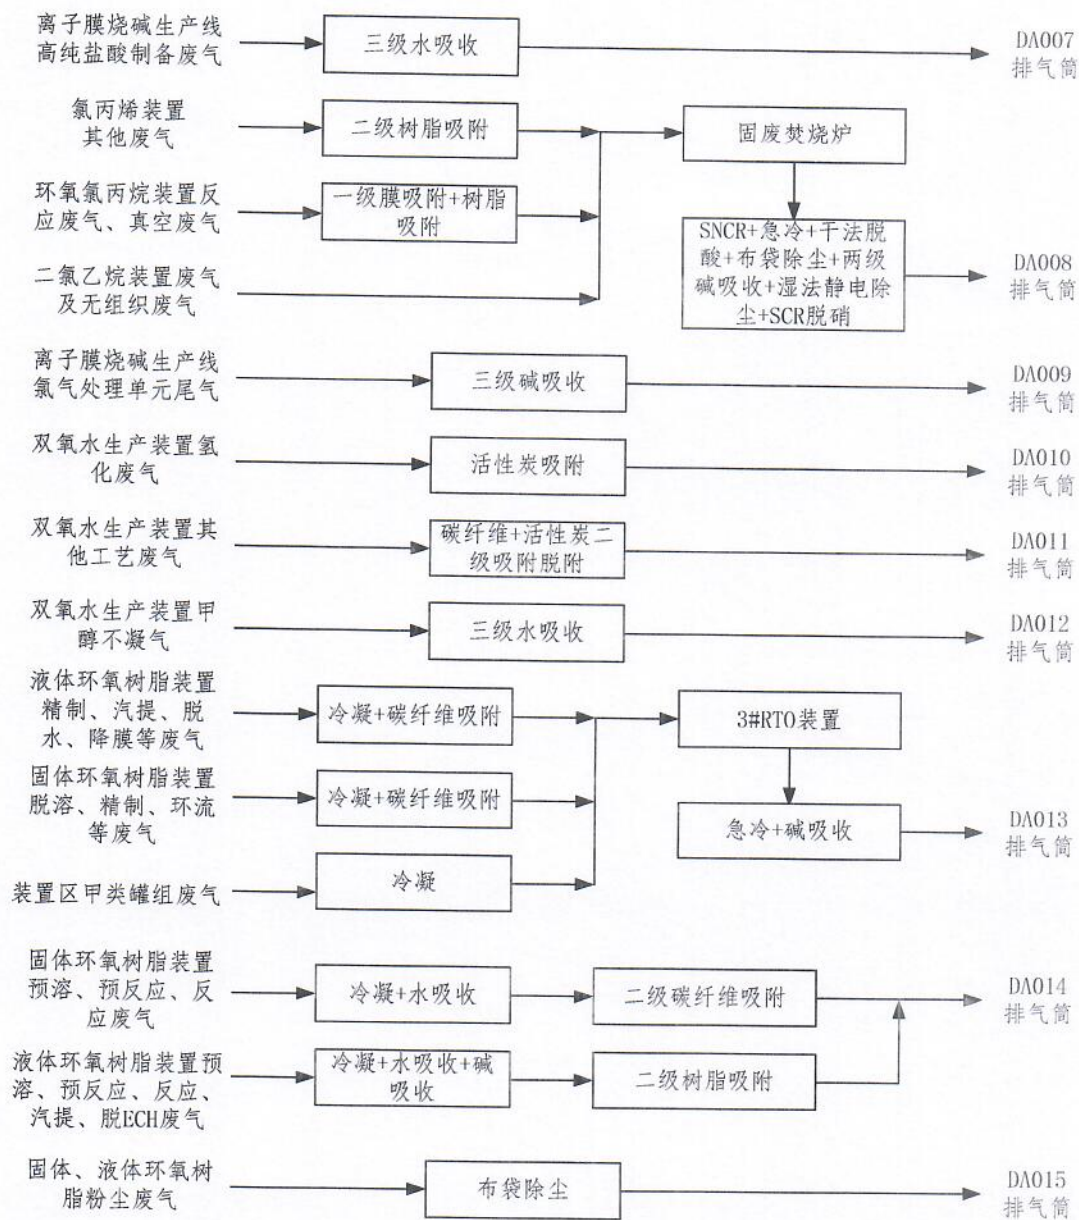 离子膜烧碱生产线
高纯盐酸制备废气
三级水吸收
DA007
排气筒
氯丙烯装置
其他废气
二级树脂吸附
固废焚烧炉
环氧氯丙烷装置反
应废气、真空废气
一级膜吸附+树脂
吸附
SNCR+急冷+干法脱
酸+布袋除尘+两级
碱吸收+湿法静电除
尘+SCR脱硝
DA008
排气筒
二氯乙烷装置废气
及无组织废气
离子膜烧碱生产线
氯气处理单元尾气
三级碱吸收
DA009
排气筒
双氧水生产装置氢
化废气
活性炭吸附
DA010
排气筒
双氧水生产装置其
他工艺废气
碳纤维+活性炭二
级吸附脱附
DA011
排气筒
双氧水生产装置甲
醇不凝气
三级水吸收
DA012
排气筒
液体环氧树脂装置
精制、汽提、脱
水、降膜等废气
冷凝+碳纤维吸附
3#RTO装置
固体环氧树脂装置
脱溶、精制、环流
等废气
冷凝+碳纤维吸附
急冷+碱吸收
DA013
排气筒
装置区甲类罐组废气
冷凝
固体环氧树脂装置
预溶、预反应、反
应废气
冷凝+水吸收
二级碳纤维吸附
DA014
排气筒
液体环氧树脂装置预
溶、预反应、反应、
汽提、脱ECH废气
冷凝+水吸收+碱
吸收
二级树脂吸附
固体、液体环氧树
脂粉尘废气
布袋除尘
DA015
排气筒